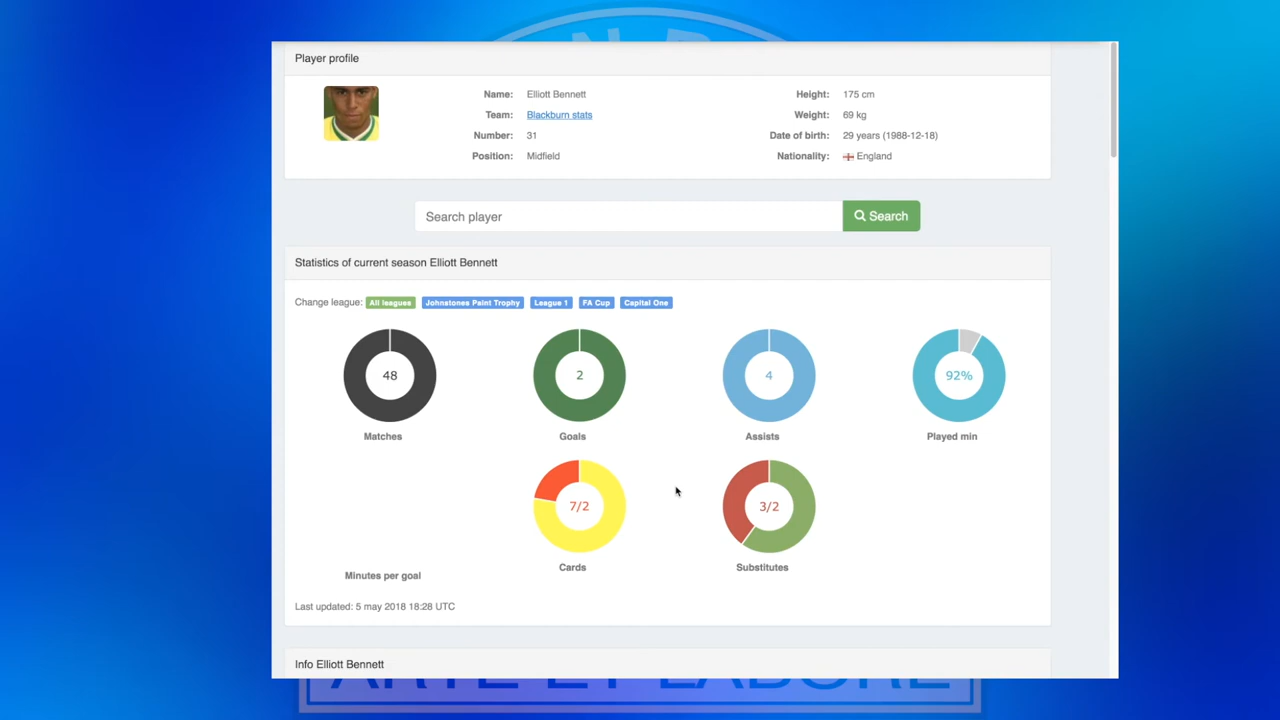 Player profile
Name: Elliott Bennett
Height: 175 cm
Team: Blackburn stats
Weight: 69 kg
Number: 31
Date of birth: 29 years (1988-12-18)
Position: Midfield
Nationality: England
Search player
Search
Statistics of current season Elliott Bennett
Change league: All leagues Johnstones Paint Trophy League 1 FA Cup Capital One
48 2 4 92%
Matches Goals Assists Played min
7/2 3/2
Cards Substitutes
Minutes per goal
Last updated: 5 may 2018 18:28 UTC
Info Elliott Bennett
ARTE ET LABORE